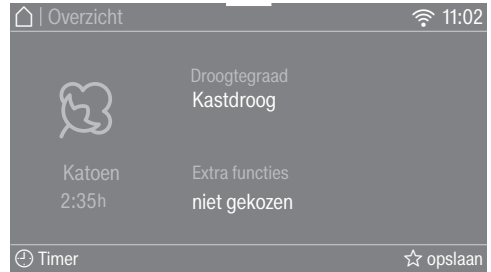 | Overzicht
11:02
Droogtegraad
Kastdroog
Katoen
2:35h
Extra functies
niet gekozen
Timer
opslaan